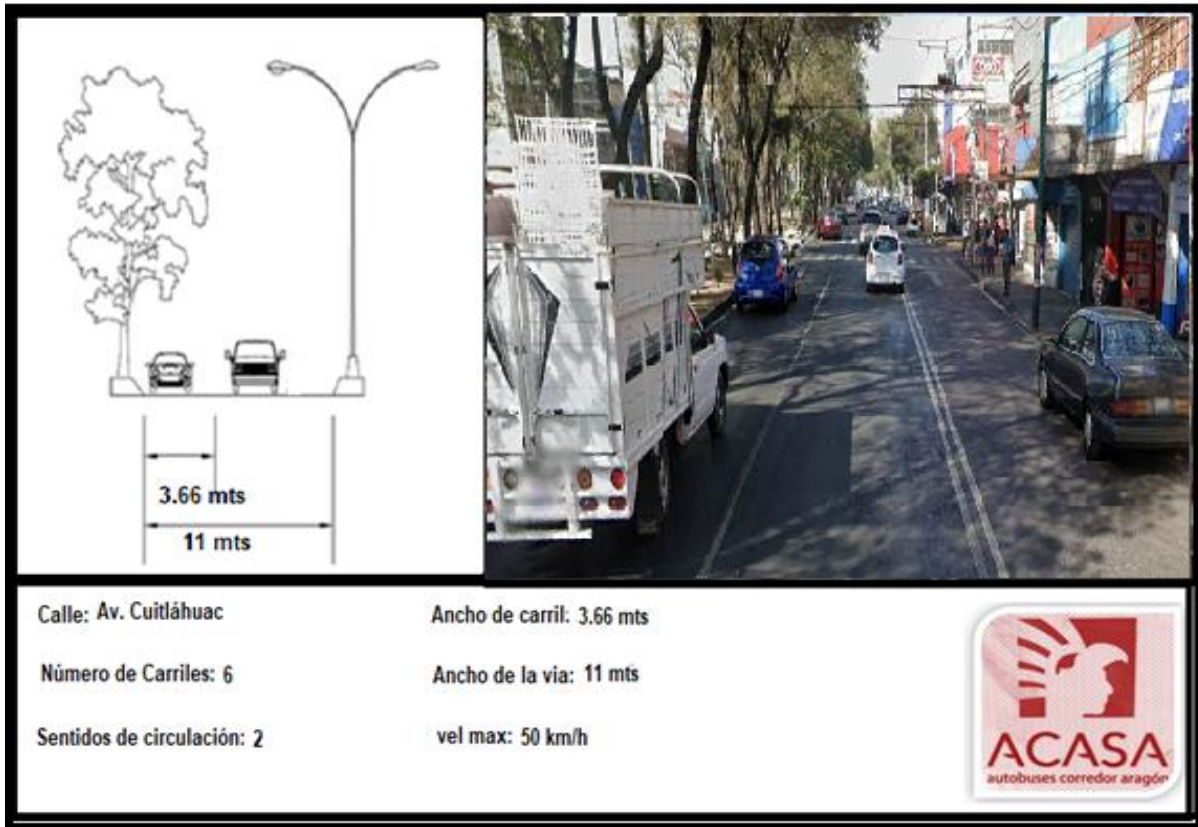 3.66 mts
11 mts
Calle: Av. Cuitláhuac
Ancho de carril: 3.66 mts
Número de Carriles: 6
Ancho de la via: 11 mts
Sentidos de circulación: 2
vel max: 50 km/h
ACASA
autobuses corredor aragón